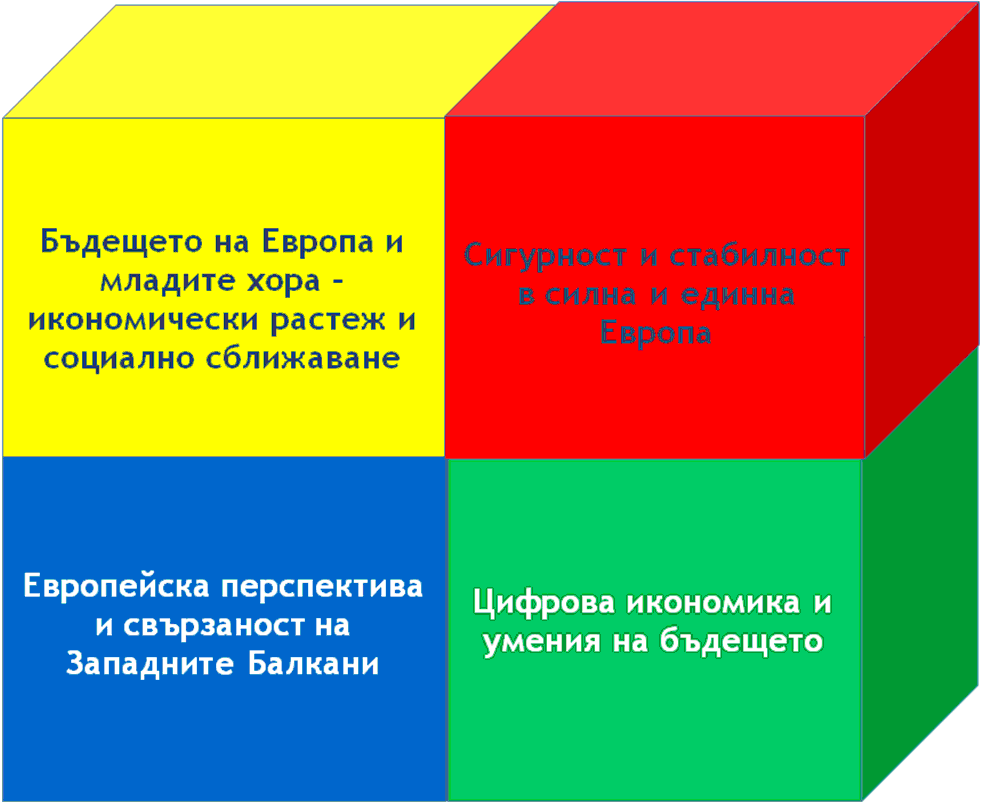 Бъдещето на Европа и
младите хора -
икономически растеж и
социално сближаване
Сигурност и стабилност
в силна и единна
Европа
Европейска перспектива
и свързаност на
Западните Балкани
Цифрова икономика и
умения на бъдещето